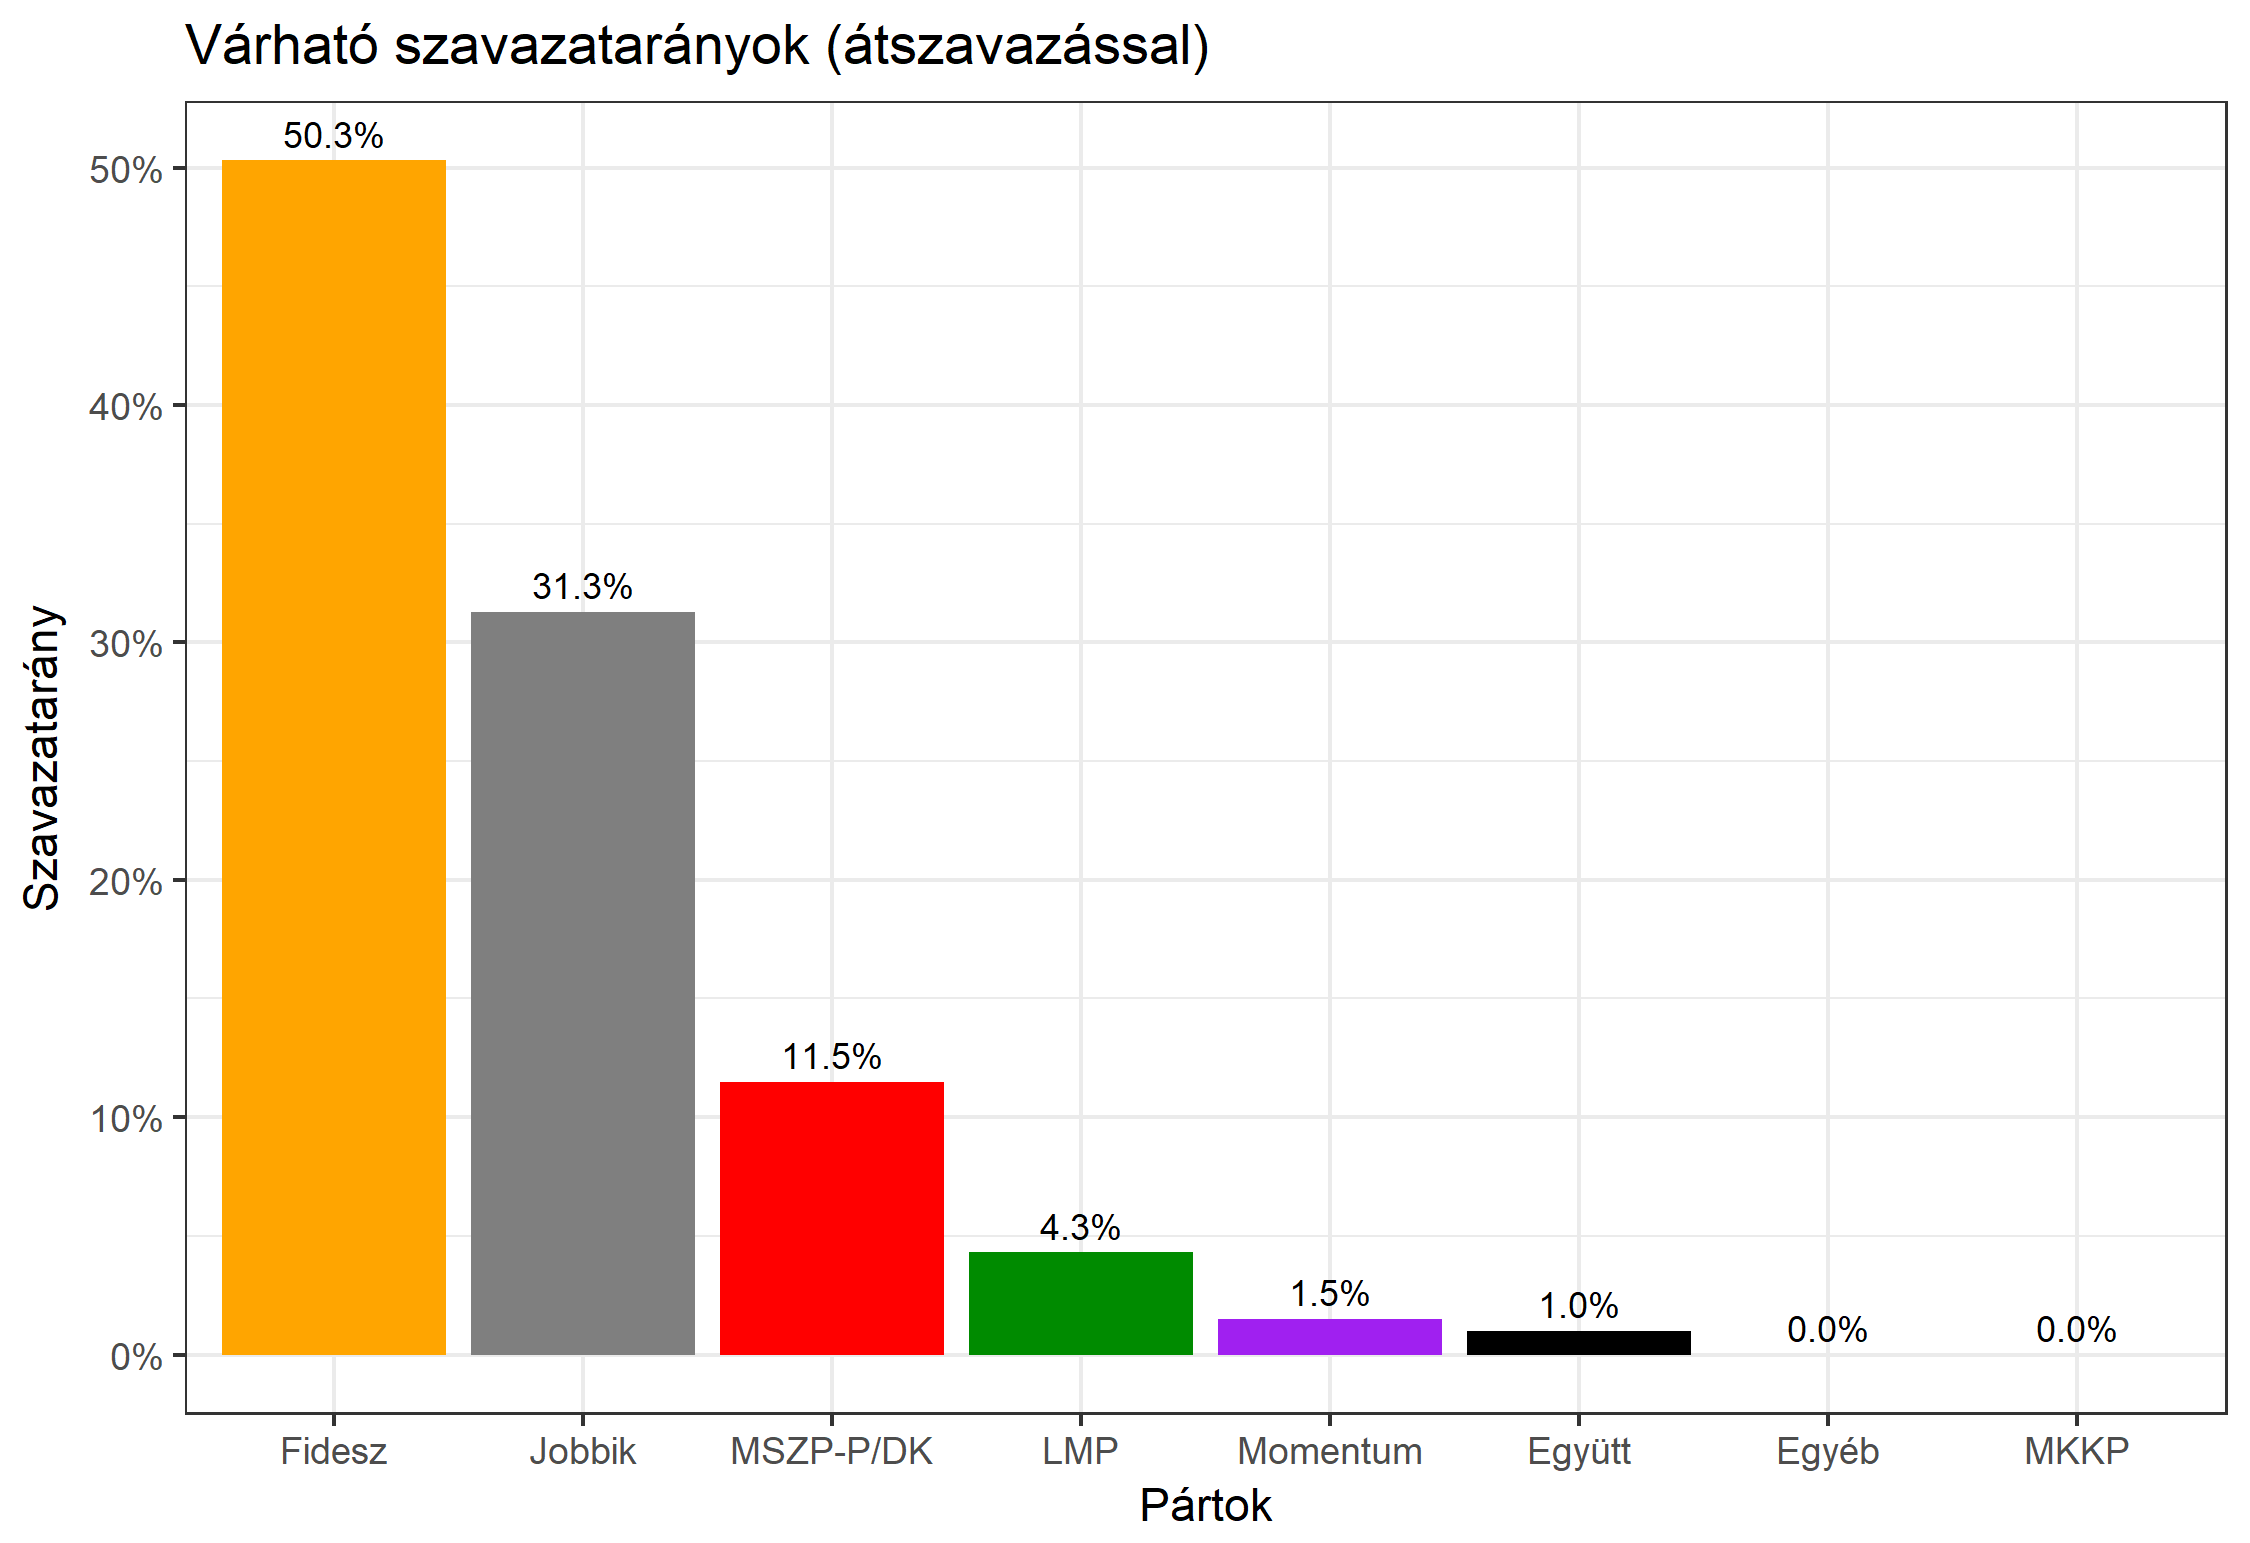 Várható szavazatarányok (átszavazással)
Szavazatarány
50%
40%
30%
20%
10%
0%
50.3%
31.3%
11.5%
4.3%
1.5%
1.0%
0.0%
0.0%
Fidesz
Jobbik
MSZP-P/DK
LMP
Momentum
Együtt
Egyéb
MKKP
Pártok